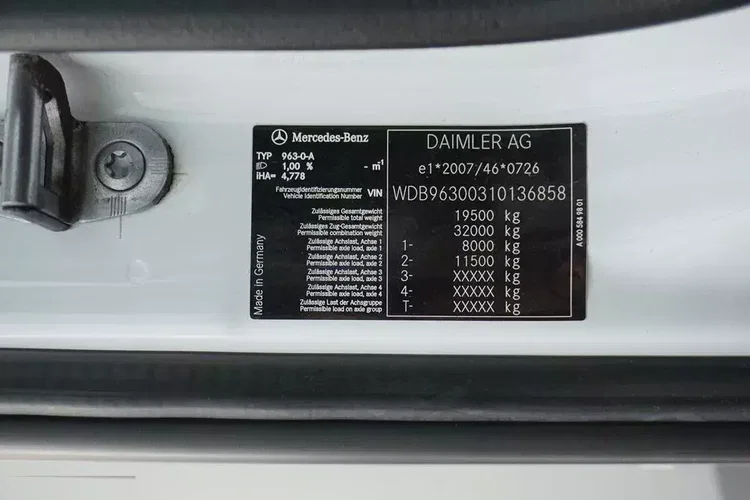 Mercedes-Benz
TYP 963-0-A
1,00 % - m⁻¹
iHA= 4,778
DAIMLER AG
e1*2007/46*0726
Fahrzeugidentifizierungsnummer
Vehicle Identification Number VIN WDB96300310136858
Zulässiges Gesamtgewicht
Permissible total weight 19500 kg
Zulässiges Zug-Gesamtgewicht
Permissible combination weight 32000 kg
Zulässige Achslast, Achse 1
Permissible axle load, axle 1 1- 8000 kg
Zulässige Achslast, Achse 2
Permissible axle load, axle 2 2- 11500 kg
Zulässige Achslast, Achse 3
Permissible axle load, axle 3 3- XXXXX kg
Zulässige Achslast, Achse 4
Permissible axle load, axle 4 4- XXXXX kg
Zulässige Last der Achsgruppe
Permissible load on axle group T- XXXXX kg
Made in Germany
A 000 584 98 01